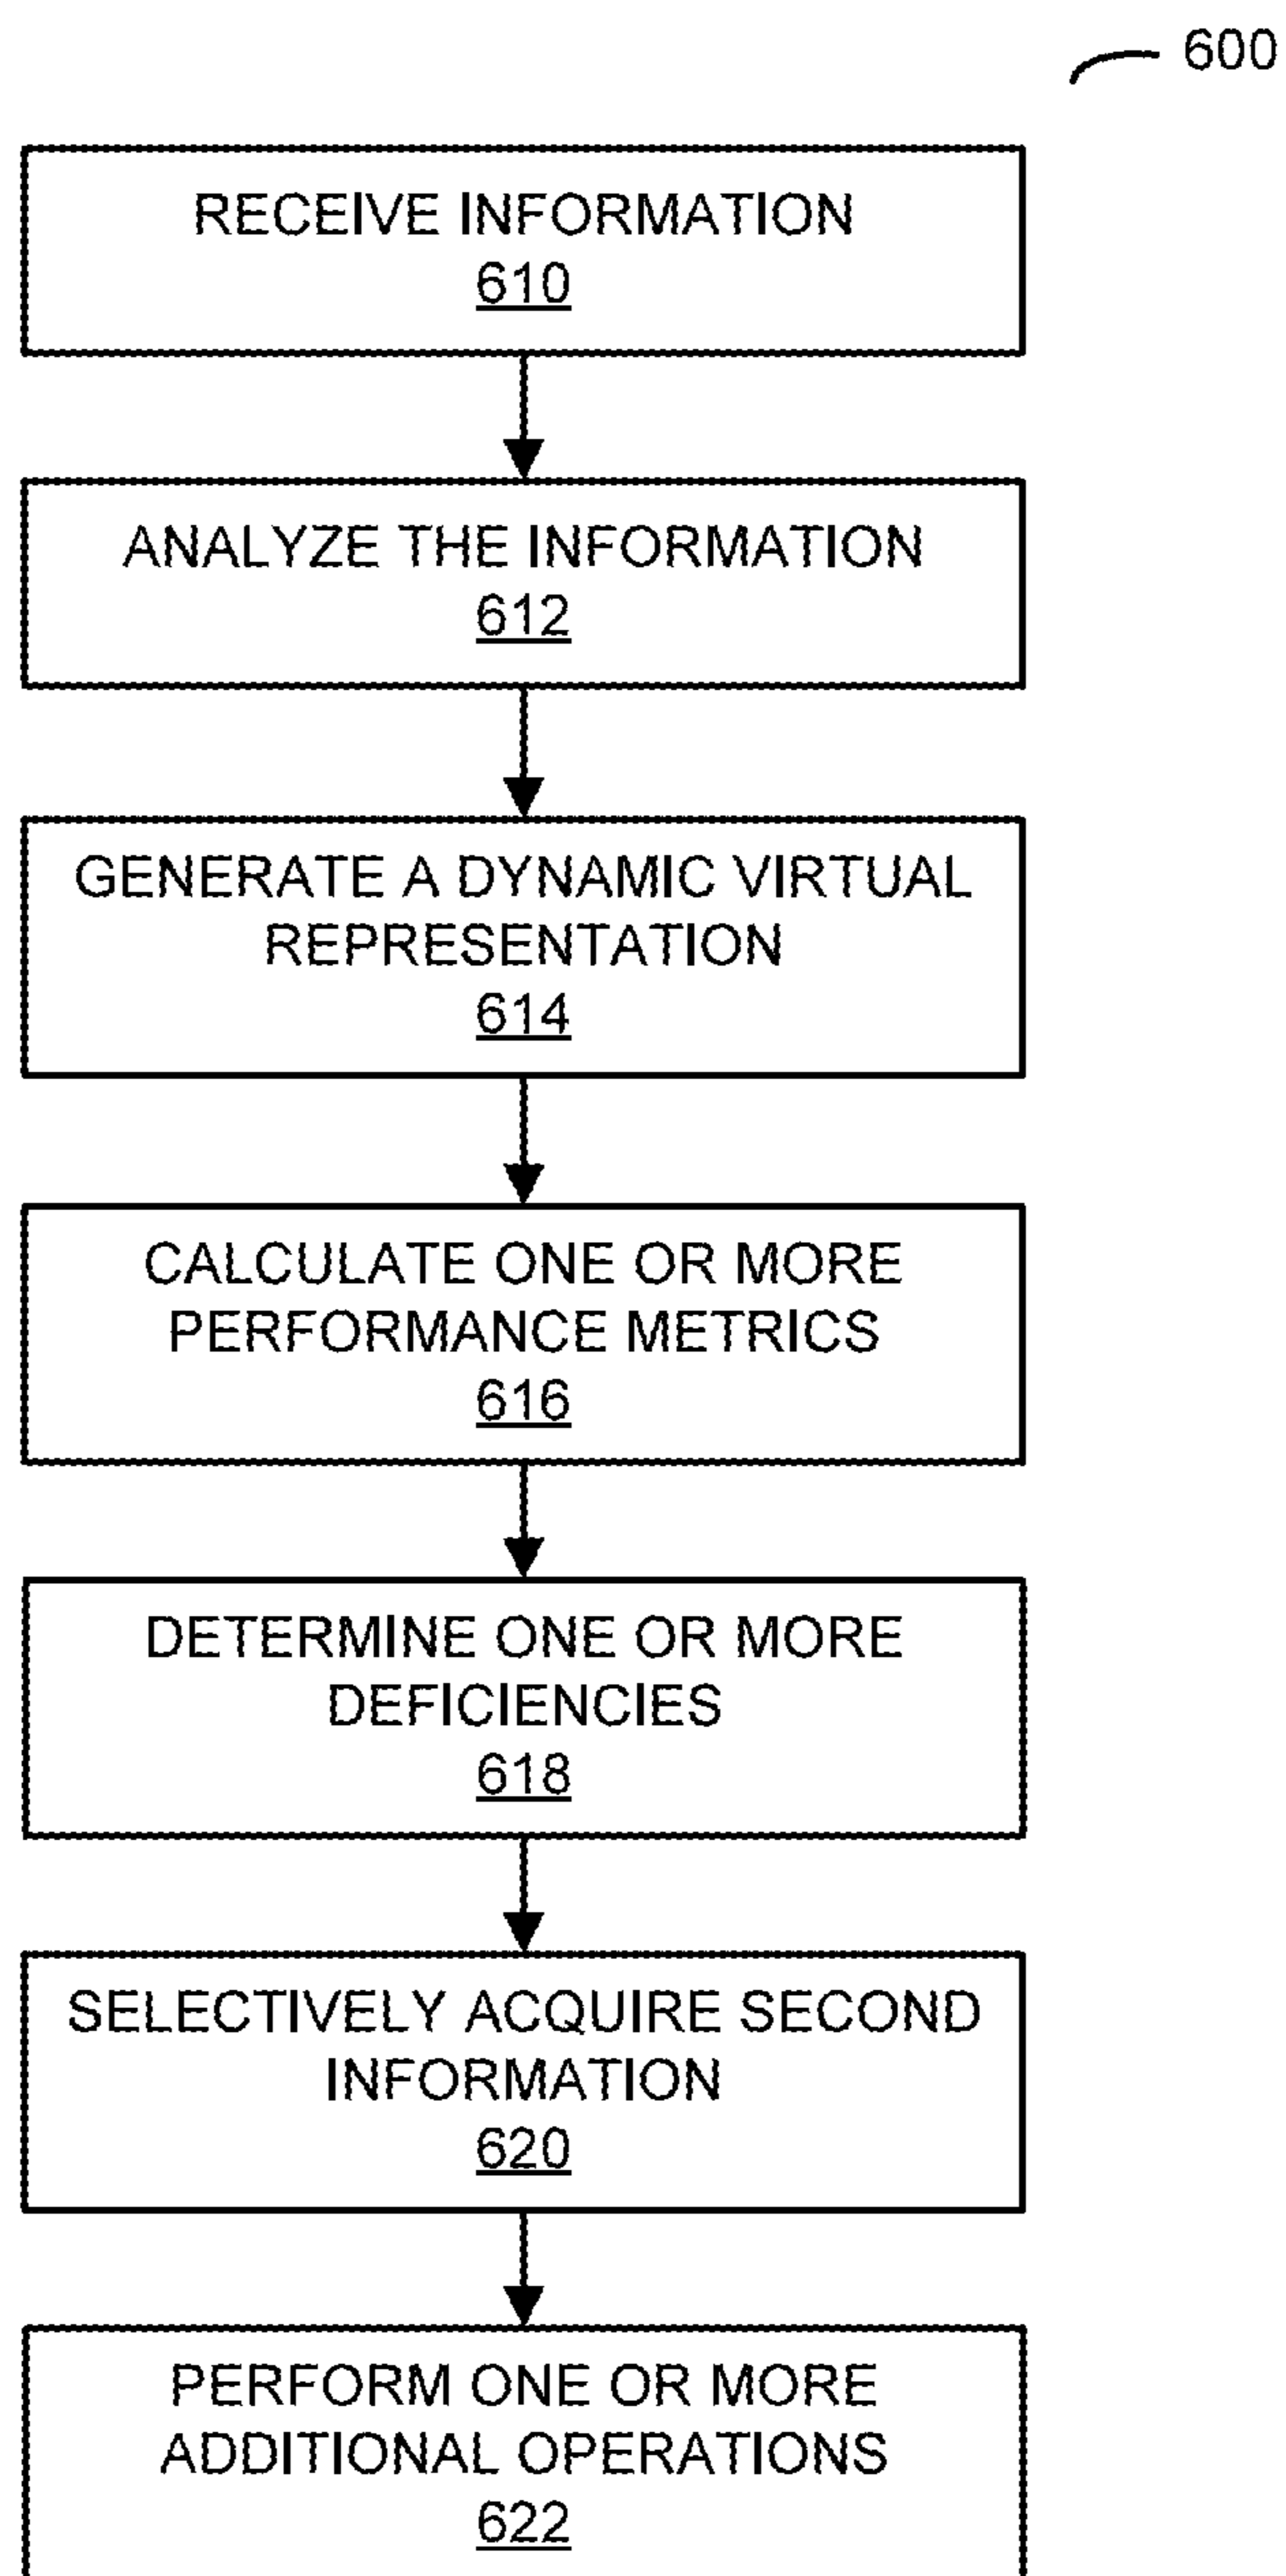 600
RECEIVE INFORMATION
610
ANALYZE THE INFORMATION
612
GENERATE A DYNAMIC VIRTUAL
REPRESENTATION
614
CALCULATE ONE OR MORE
PERFORMANCE METRICS
616
DETERMINE ONE OR MORE
DEFICIENCIES
618
SELECTIVELY ACQUIRE SECOND
INFORMATION
620
PERFORM ONE OR MORE
ADDITIONAL OPERATIONS
622